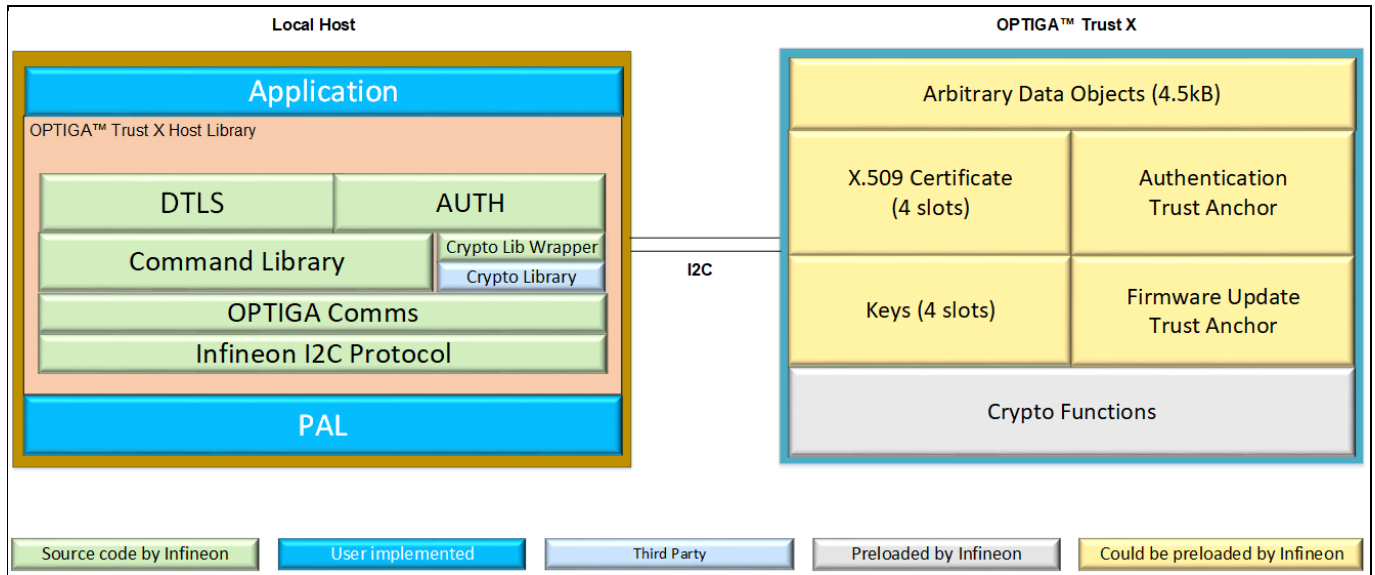 Local Host
OPTIGA™ Trust X
Application
OPTIGA™ Trust X Host Library
DTLS
AUTH
Command Library
Crypto Lib Wrapper
Crypto Library
OPTIGA Comms
Infineon I2C Protocol
PAL
I2C
Arbitrary Data Objects (4.5kB)
X.509 Certificate
(4 slots)
Authentication
Trust Anchor
Keys (4 slots)
Firmware Update
Trust Anchor
Crypto Functions
Source code by Infineon
User implemented
Third Party
Preloaded by Infineon
Could be preloaded by Infineon